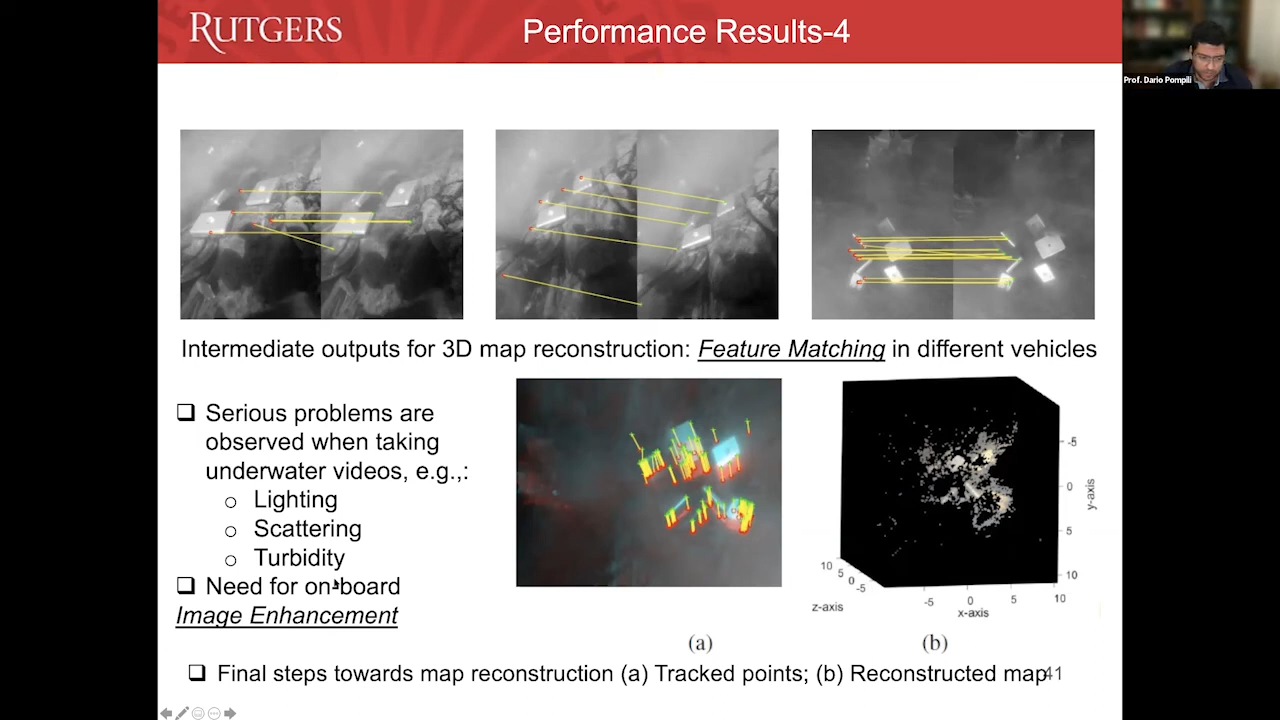 RUTGERS
Performance Results-4
Prof. Dario Pompili
Intermediate outputs for 3D map reconstruction: Feature Matching in different vehicles
❑ Serious problems are
observed when taking
underwater videos, e.g.,:
o Lighting
o Scattering
o Turbidity
❑ Need for on-board
Image Enhancement
-5
0
5
10
y-axis
10
5
0
-5
z-axis
-5
0
5
10
x-axis
(a)
(b)
❑ Final steps towards map reconstruction (a) Tracked points; (b) Reconstructed map
41